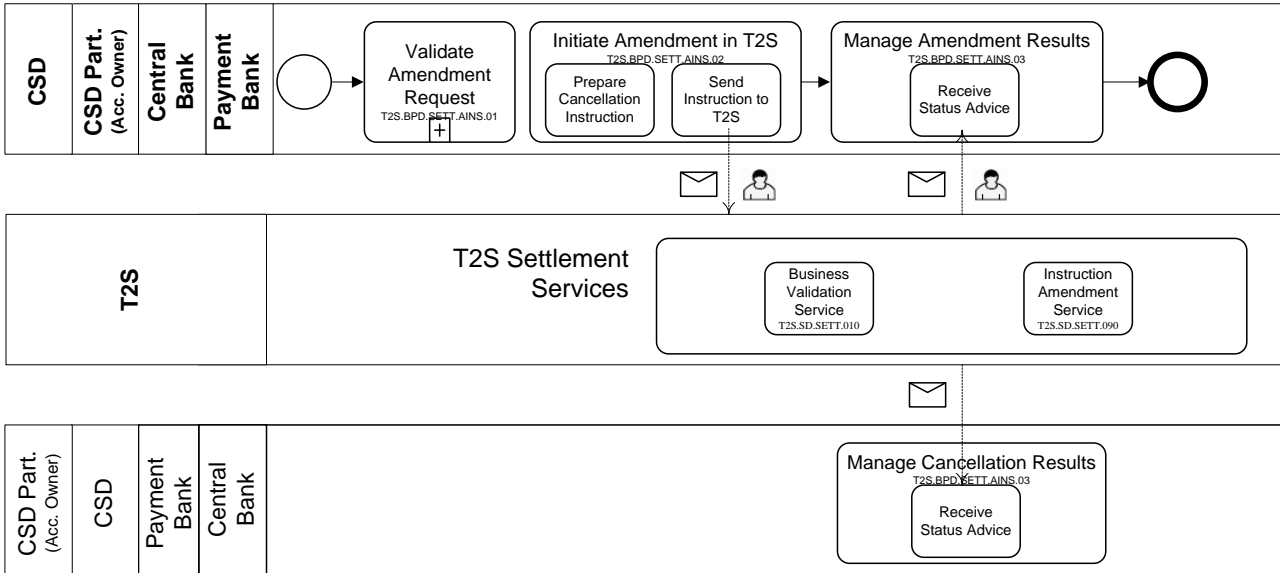 CSD
CSD Part.
(Acc. Owner)
Central
Bank
Payment
Bank
Validate
Amendment
Request
T2S.BPD.SETT.AINS.01
+
Initiate Amendment in T2S
T2S.BPD.SETT.AINS.02
Prepare
Cancellation
Instruction
Send
Instruction to
T2S
Manage Amendment Results
T2S.BPD.SETT.AINS.03
Receive
Status Advice
T2S
T2S Settlement
Services
Business
Validation
Service
T2S.SD.SETT.010
Instruction
Amendment
Service
T2S.SD.SETT.090
CSD Part.
(Acc. Owner)
CSD
Payment
Bank
Central
Bank
Manage Cancellation Results
T2S.BPD.SETT.AINS.03
Receive
Status Advice